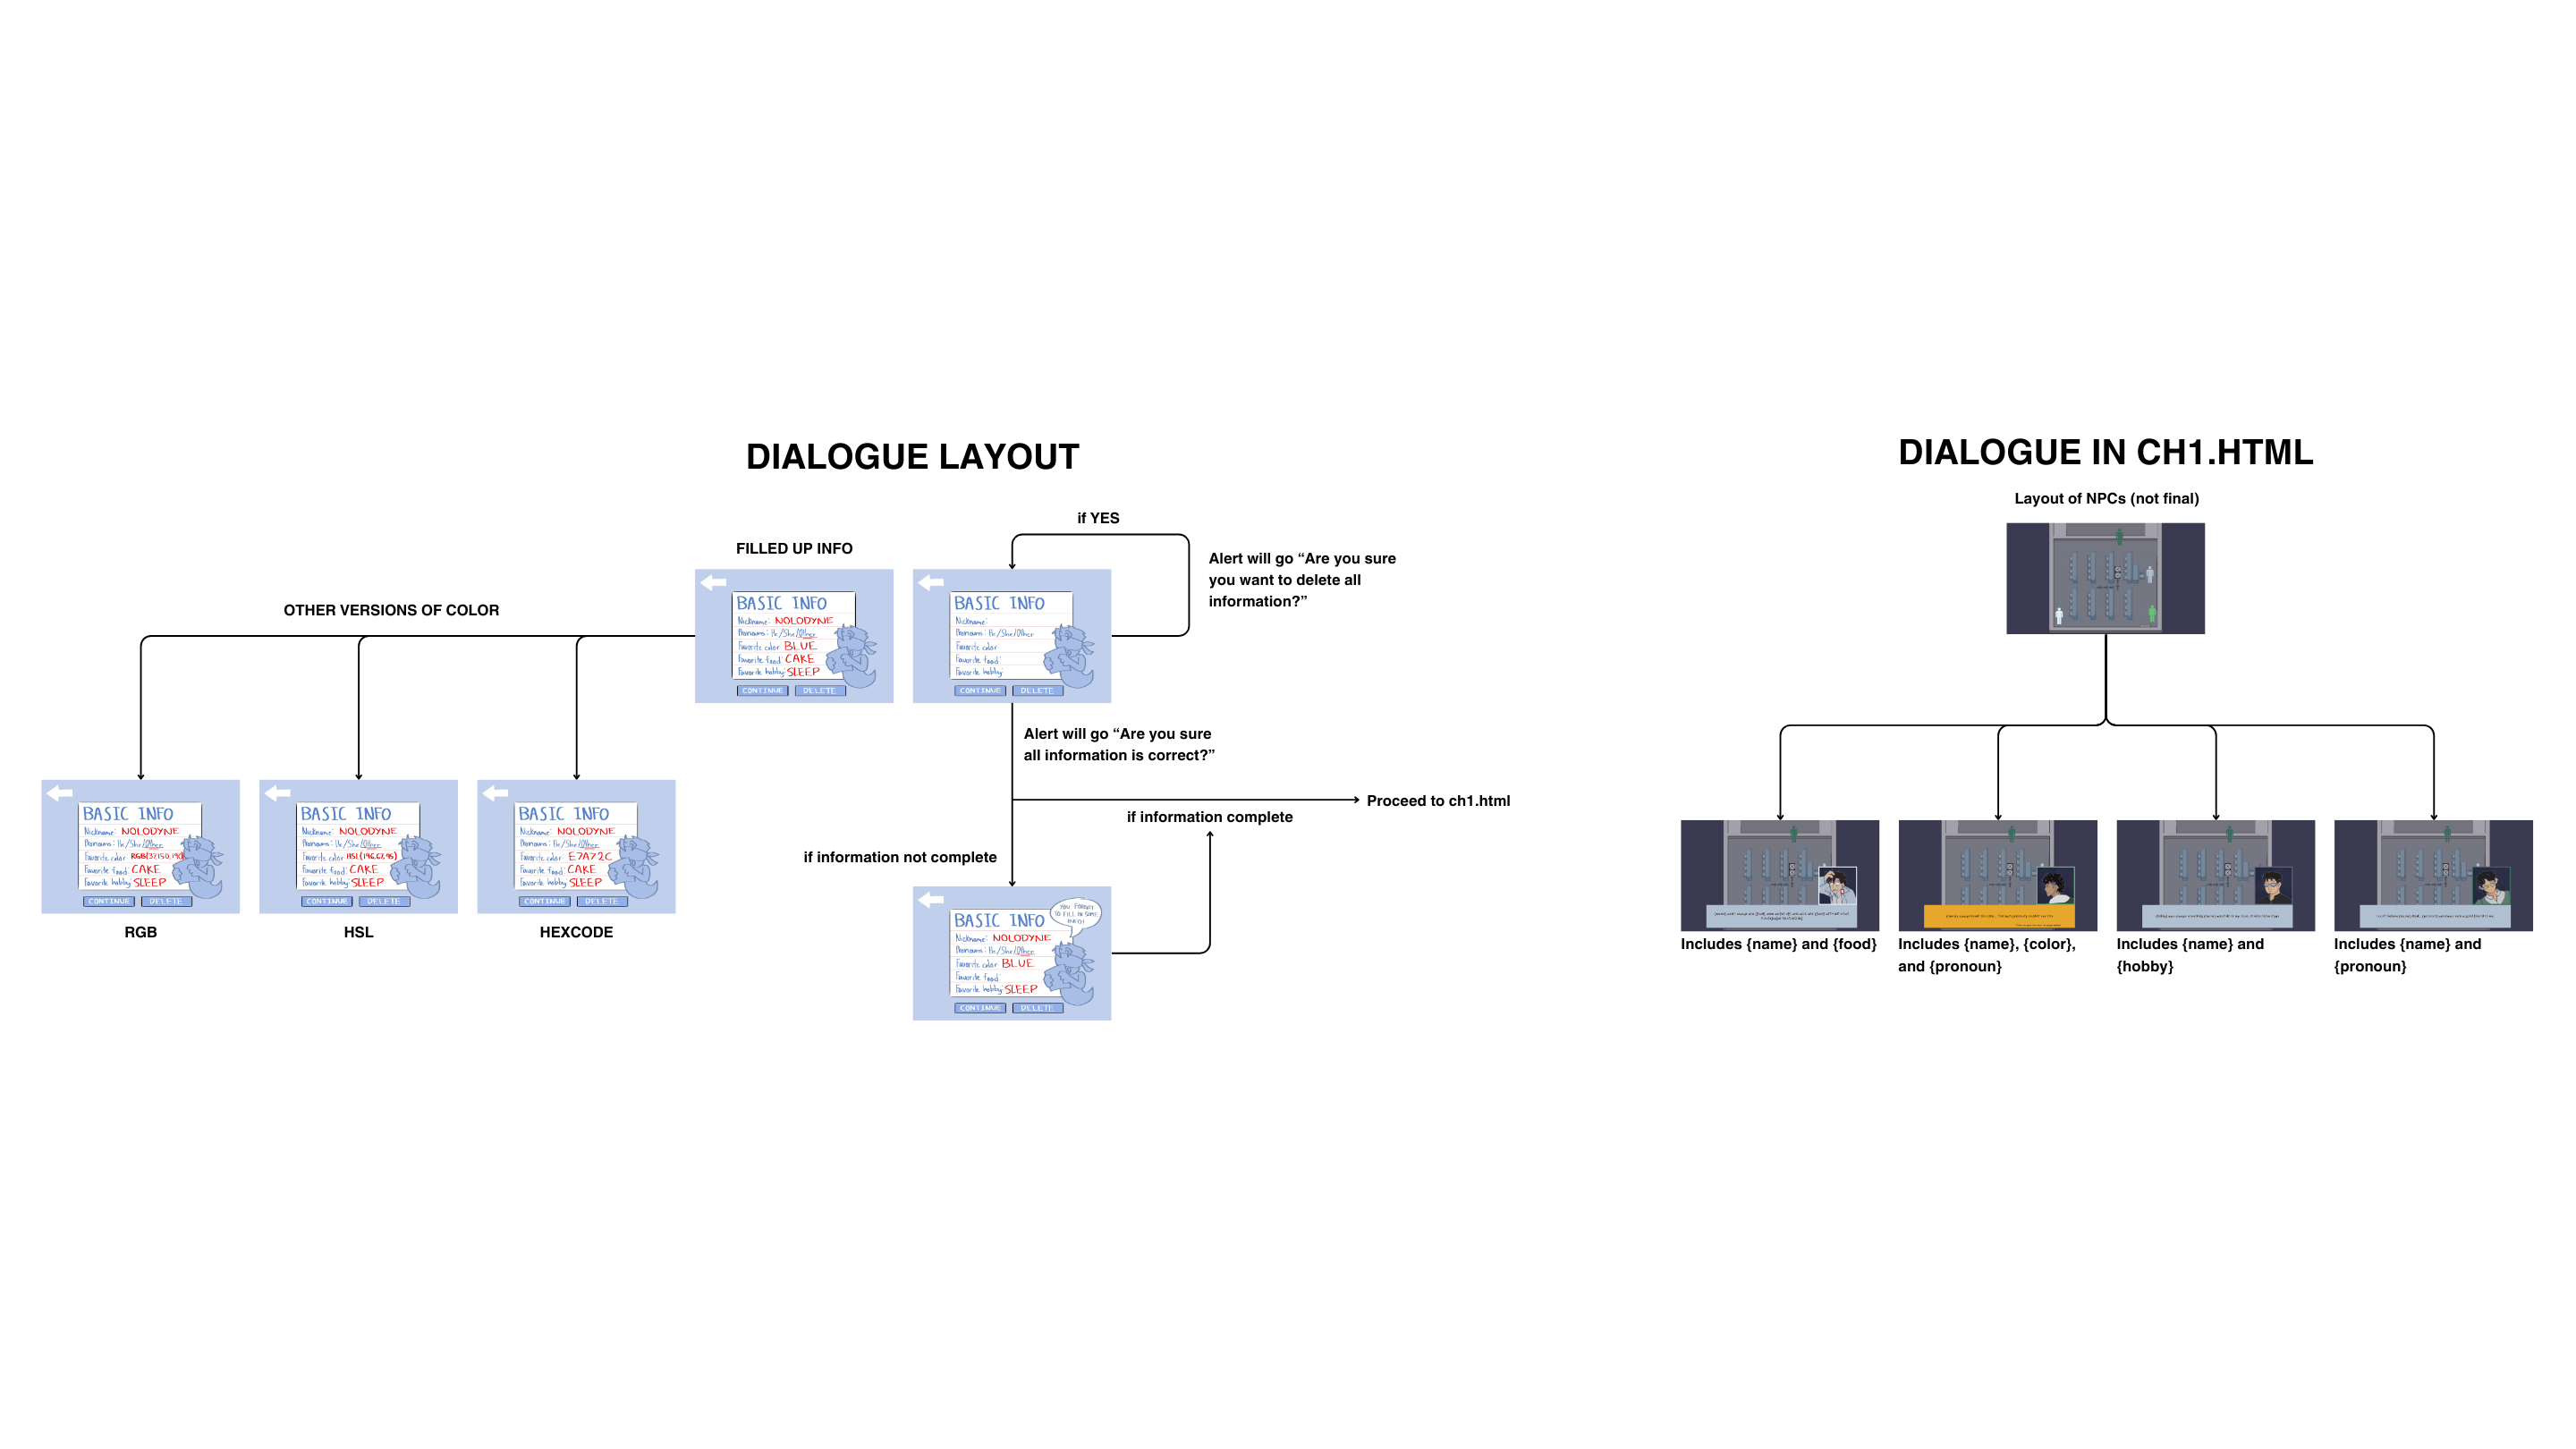 DIALOGUE LAYOUT
if YES
FILLED UP INFO
Alert will go “Are you sure
you want to delete all
information?”
BASIC INFO
Nickname: NOLODYNE
Pronouns: He/She/Other
Favorite color: BLUE
Favorite food: CAKE
Favorite hobby: SLEEP
CONTINUE
DELETE
BASIC INFO
Nickname:
Pronouns: He/She/Other
Favorite color:
Favorite food:
Favorite hobby:
CONTINUE
DELETE
OTHER VERSIONS OF COLOR
Alert will go “Are you sure
all information is correct?”
Proceed to ch1.html
if information complete
if information not complete
BASIC INFO
Nickname: NOLODYNE
Pronouns: He/She/Other
Favorite color:
Favorite food: CAKE
Favorite hobby: SLEEP
CONTINUE
DELETE
RGB
BASIC INFO
Nickname: NOLODYNE
Pronouns: He/She/Other
Favorite color:
Favorite food: CAKE
Favorite hobby: SLEEP
CONTINUE
DELETE
HSL
BASIC INFO
Nickname: NOLODYNE
Pronouns: He/She/Other
Favorite color: E7A72C
Favorite food: CAKE
Favorite hobby: SLEEP
CONTINUE
DELETE
HEXCODE
YOU FORGOT
TO FILL IN SOME
INFO!
BASIC INFO
Nickname: NOLODYNE
Pronouns: He/She/Other
Favorite color: BLUE
Favorite food:
Favorite hobby: SLEEP
CONTINUE
DELETE
DIALOGUE IN CH1.HTML
Layout of NPCs (not final)
Includes {name} and {food}
Includes {name}, {color},
and {pronoun}
Includes {name} and
{hobby}
Includes {name} and
{pronoun}